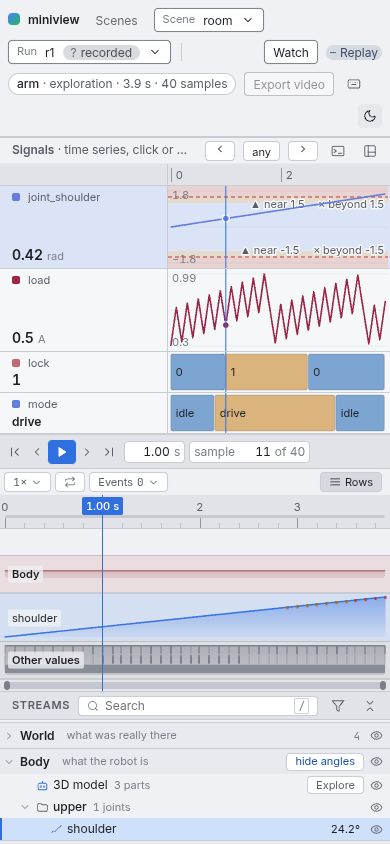 miniview Scenes Scene room
Run r1 ? recorded Watch – Replay
arm · exploration · 3.9 s · 40 samples Export video
Signals · time series, click or ... any
0 2
joint_shoulder
0.42 rad
1.8
▲ near 1.5 × beyond 1.5
▲ near -1.5 × beyond -1.5
−1.8
load
0.5 A
0.99
0.3
lock
1
0 1 0
mode
drive
idle drive idle
1.00 s sample 11 of 40
1× Events 0 Rows
0 1.00 s 2 3
Body
shoulder
Other values
STREAMS Search /
World what was really there 4
Body what the robot is hide angles
3D model 3 parts Explore
upper 1 joints
shoulder 24.2°